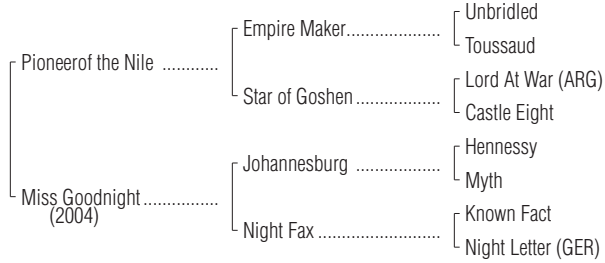 Unbridled
Empire Maker.....................
Toussaud
Pioneerof the Nile ............
Lord At War (ARG)
Star of Goshen...................
Castle Eight
Hennessy
Johannesburg ...................
Myth
Miss Goodnight................
(2004)
Known Fact
Night Fax ...........................
Night Letter (GER)